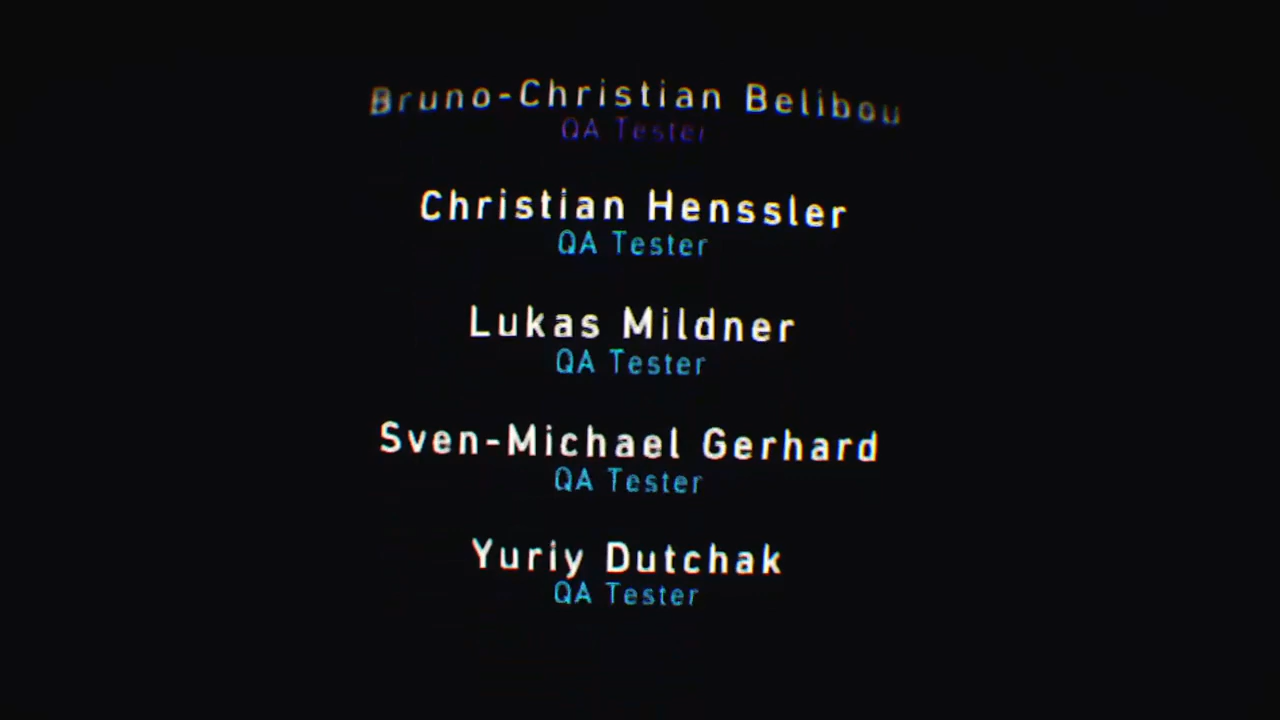 Bruno-Christian Belibou
QA Tester
Christian Henssler
QA Tester
Lukas Mildner
QA Tester
Sven-Michael Gerhard
QA Tester
Yuriy Dutchak
QA Tester